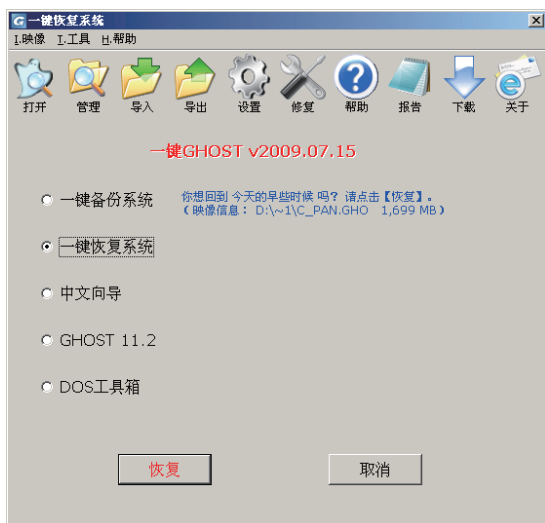 G 一键恢复系统
I.映像 I.工具 H.帮助
打开 管理 导入 导出 设置 修复 帮助 报告 下载 关于
一键GHOST v2009.07.15
一键备份系统
你想回到 今天的早些时候 吗? 请点击【恢复】。
( 映像信息: D:\~1\C_PAN.GHO 1,699 MB )
一键恢复系统
中文向导
GHOST 11.2
DOS工具箱
恢复 取消